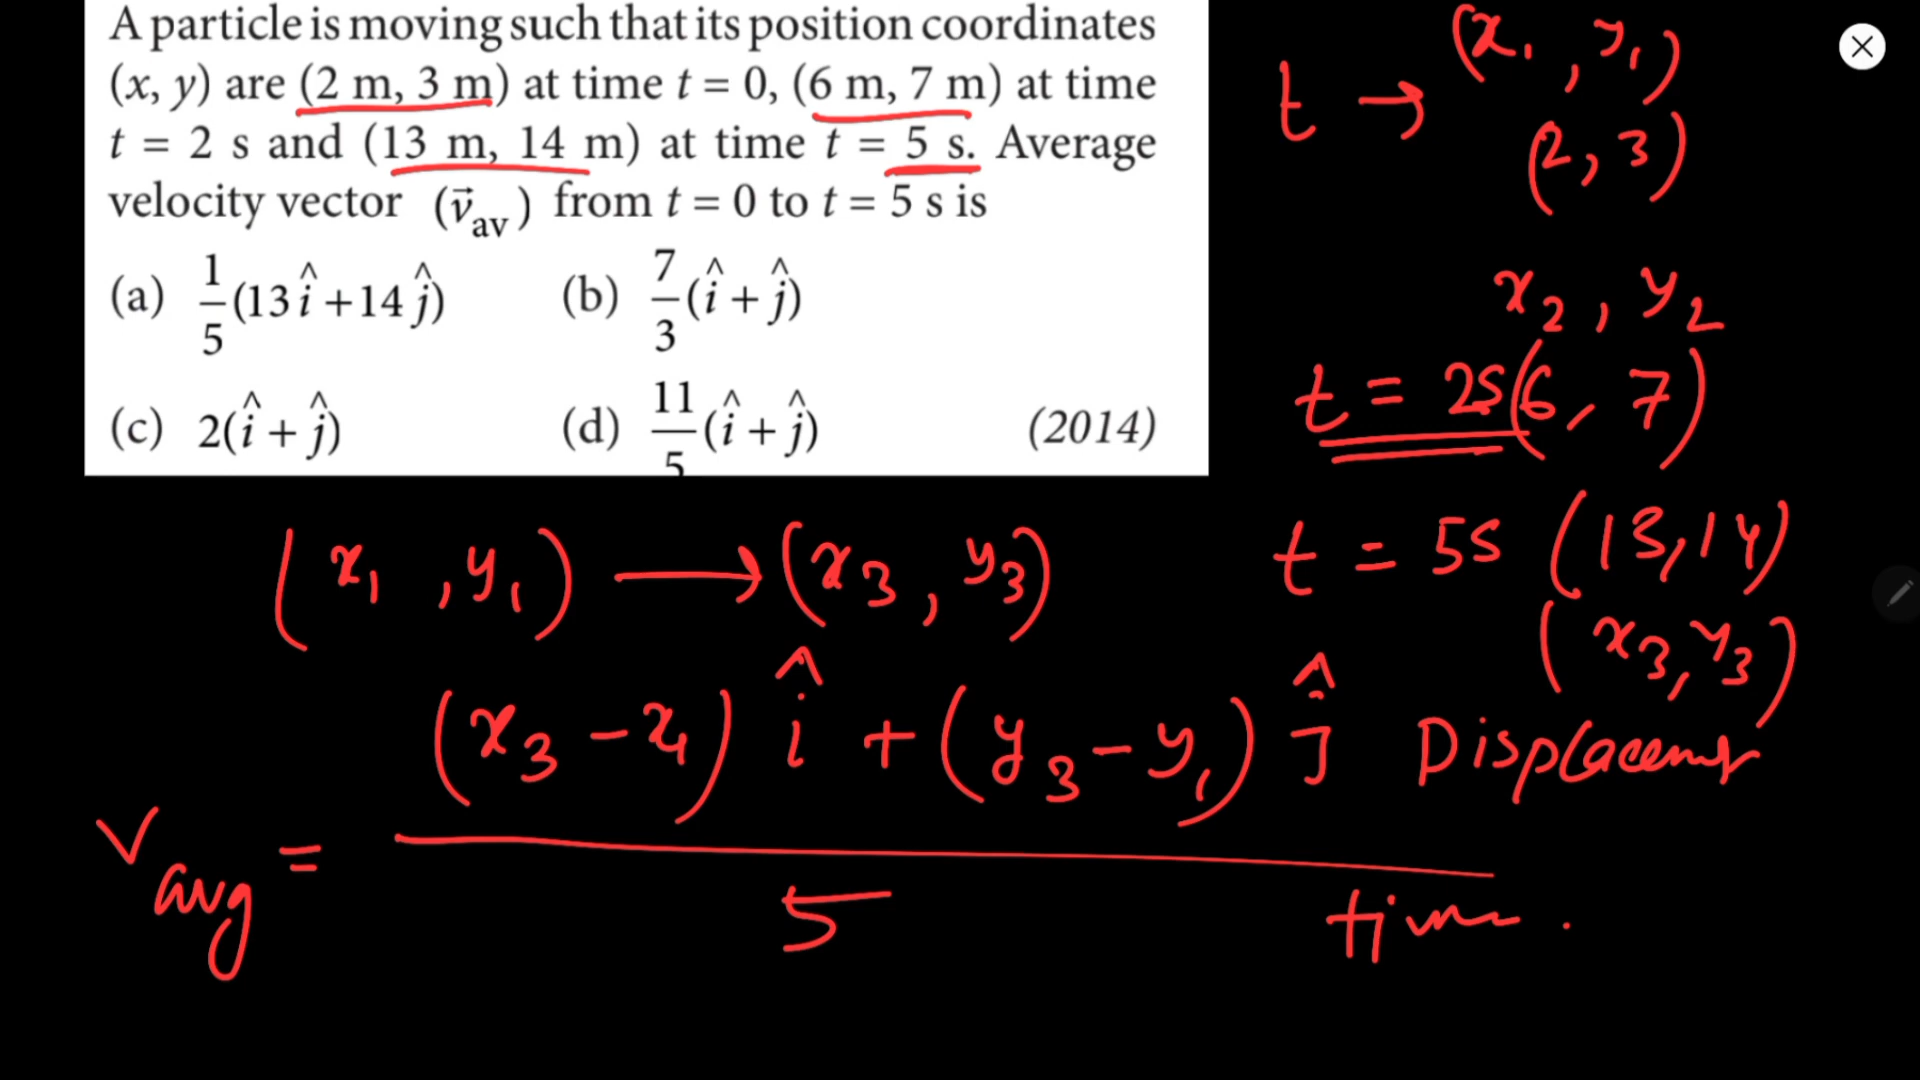 A particle is moving such that its position coordinates
(x, y) are (2 m, 3 m) at time t = 0, (6 m, 7 m) at time
t = 2 s and (13 m, 14 m) at time t = 5 s. Average
velocity vector (v⃗av) from t = 0 to t = 5 s is
(a) 1/5(13î + 14ĵ) (b) 7/3(î + ĵ)
(c) 2(î + ĵ) (d) 11/5(î + ĵ) (2014)
t → (x₁, y₁)
(2, 3)
x₂, y₂
t = 2s (6, 7)
t = 5s (13, 14)
(x₃, y₃)
(x₁, y₁) ⟶ (x₃, y₃)
vavg = (x₃ − x₁) î + (y₃ − y₁) ĵ / 5
time.